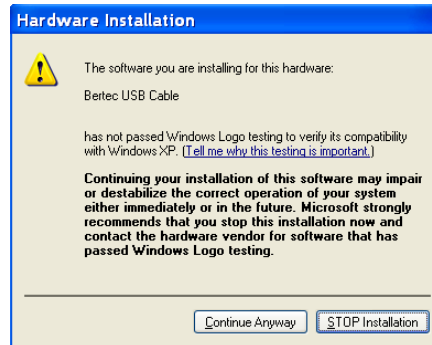 Hardware Installation
The software you are installing for this hardware:
Bertec USB Cable
has not passed Windows Logo testing to verify its compatibility
with Windows XP. (Tell me why this testing is important.)
Continuing your installation of this software may impair
or destabilize the correct operation of your system
either immediately or in the future. Microsoft strongly
recommends that you stop this installation now and
contact the hardware vendor for software that has
passed Windows Logo testing.
Continue Anyway
STOP Installation